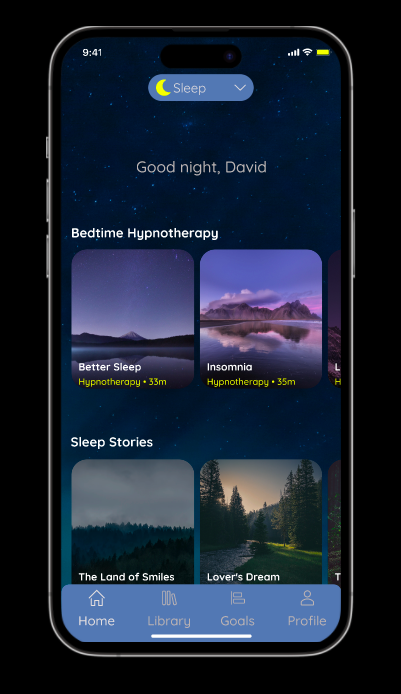 9:41
Sleep
Good night, David
Bedtime Hypnotherapy
Better Sleep
Hypnotherapy • 33m
Insomnia
Hypnotherapy • 35m
L
H
Sleep Stories
The Land of Smiles
Lover's Dream
T
Home
Library
Goals
Profile